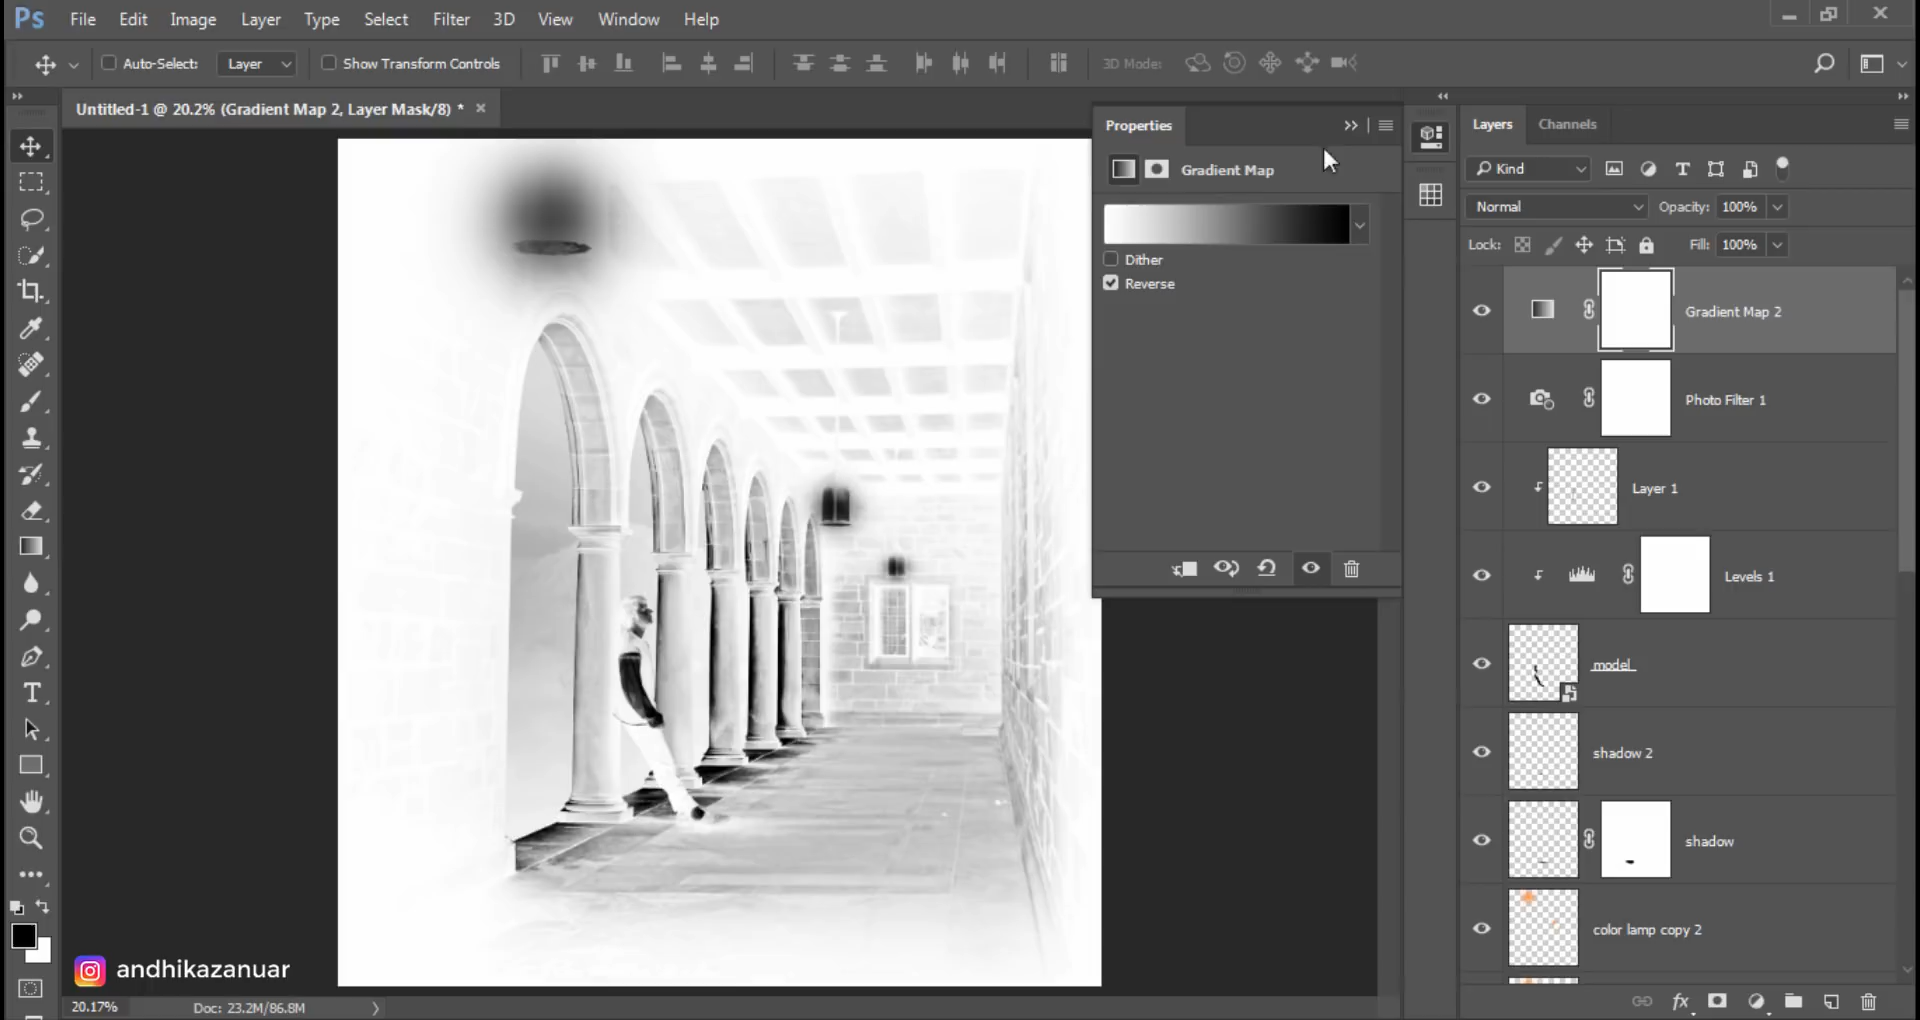 Ps File Edit Image Layer Type Select Filter 3D View Window Help
Auto-Select: Layer Show Transform Controls 3D Mode:
Untitled-1 @ 20.2% (Gradient Map 2, Layer Mask/8) *
Properties
Gradient Map
Dither
Reverse
Layers Channels
Kind
Normal Opacity: 100%
Lock: Fill: 100%
Gradient Map 2
Photo Filter 1
Layer 1
Levels 1
model
shadow 2
shadow
color lamp copy 2
fx
andhikazanuar
20.17% Doc: 23.2M/86.8M